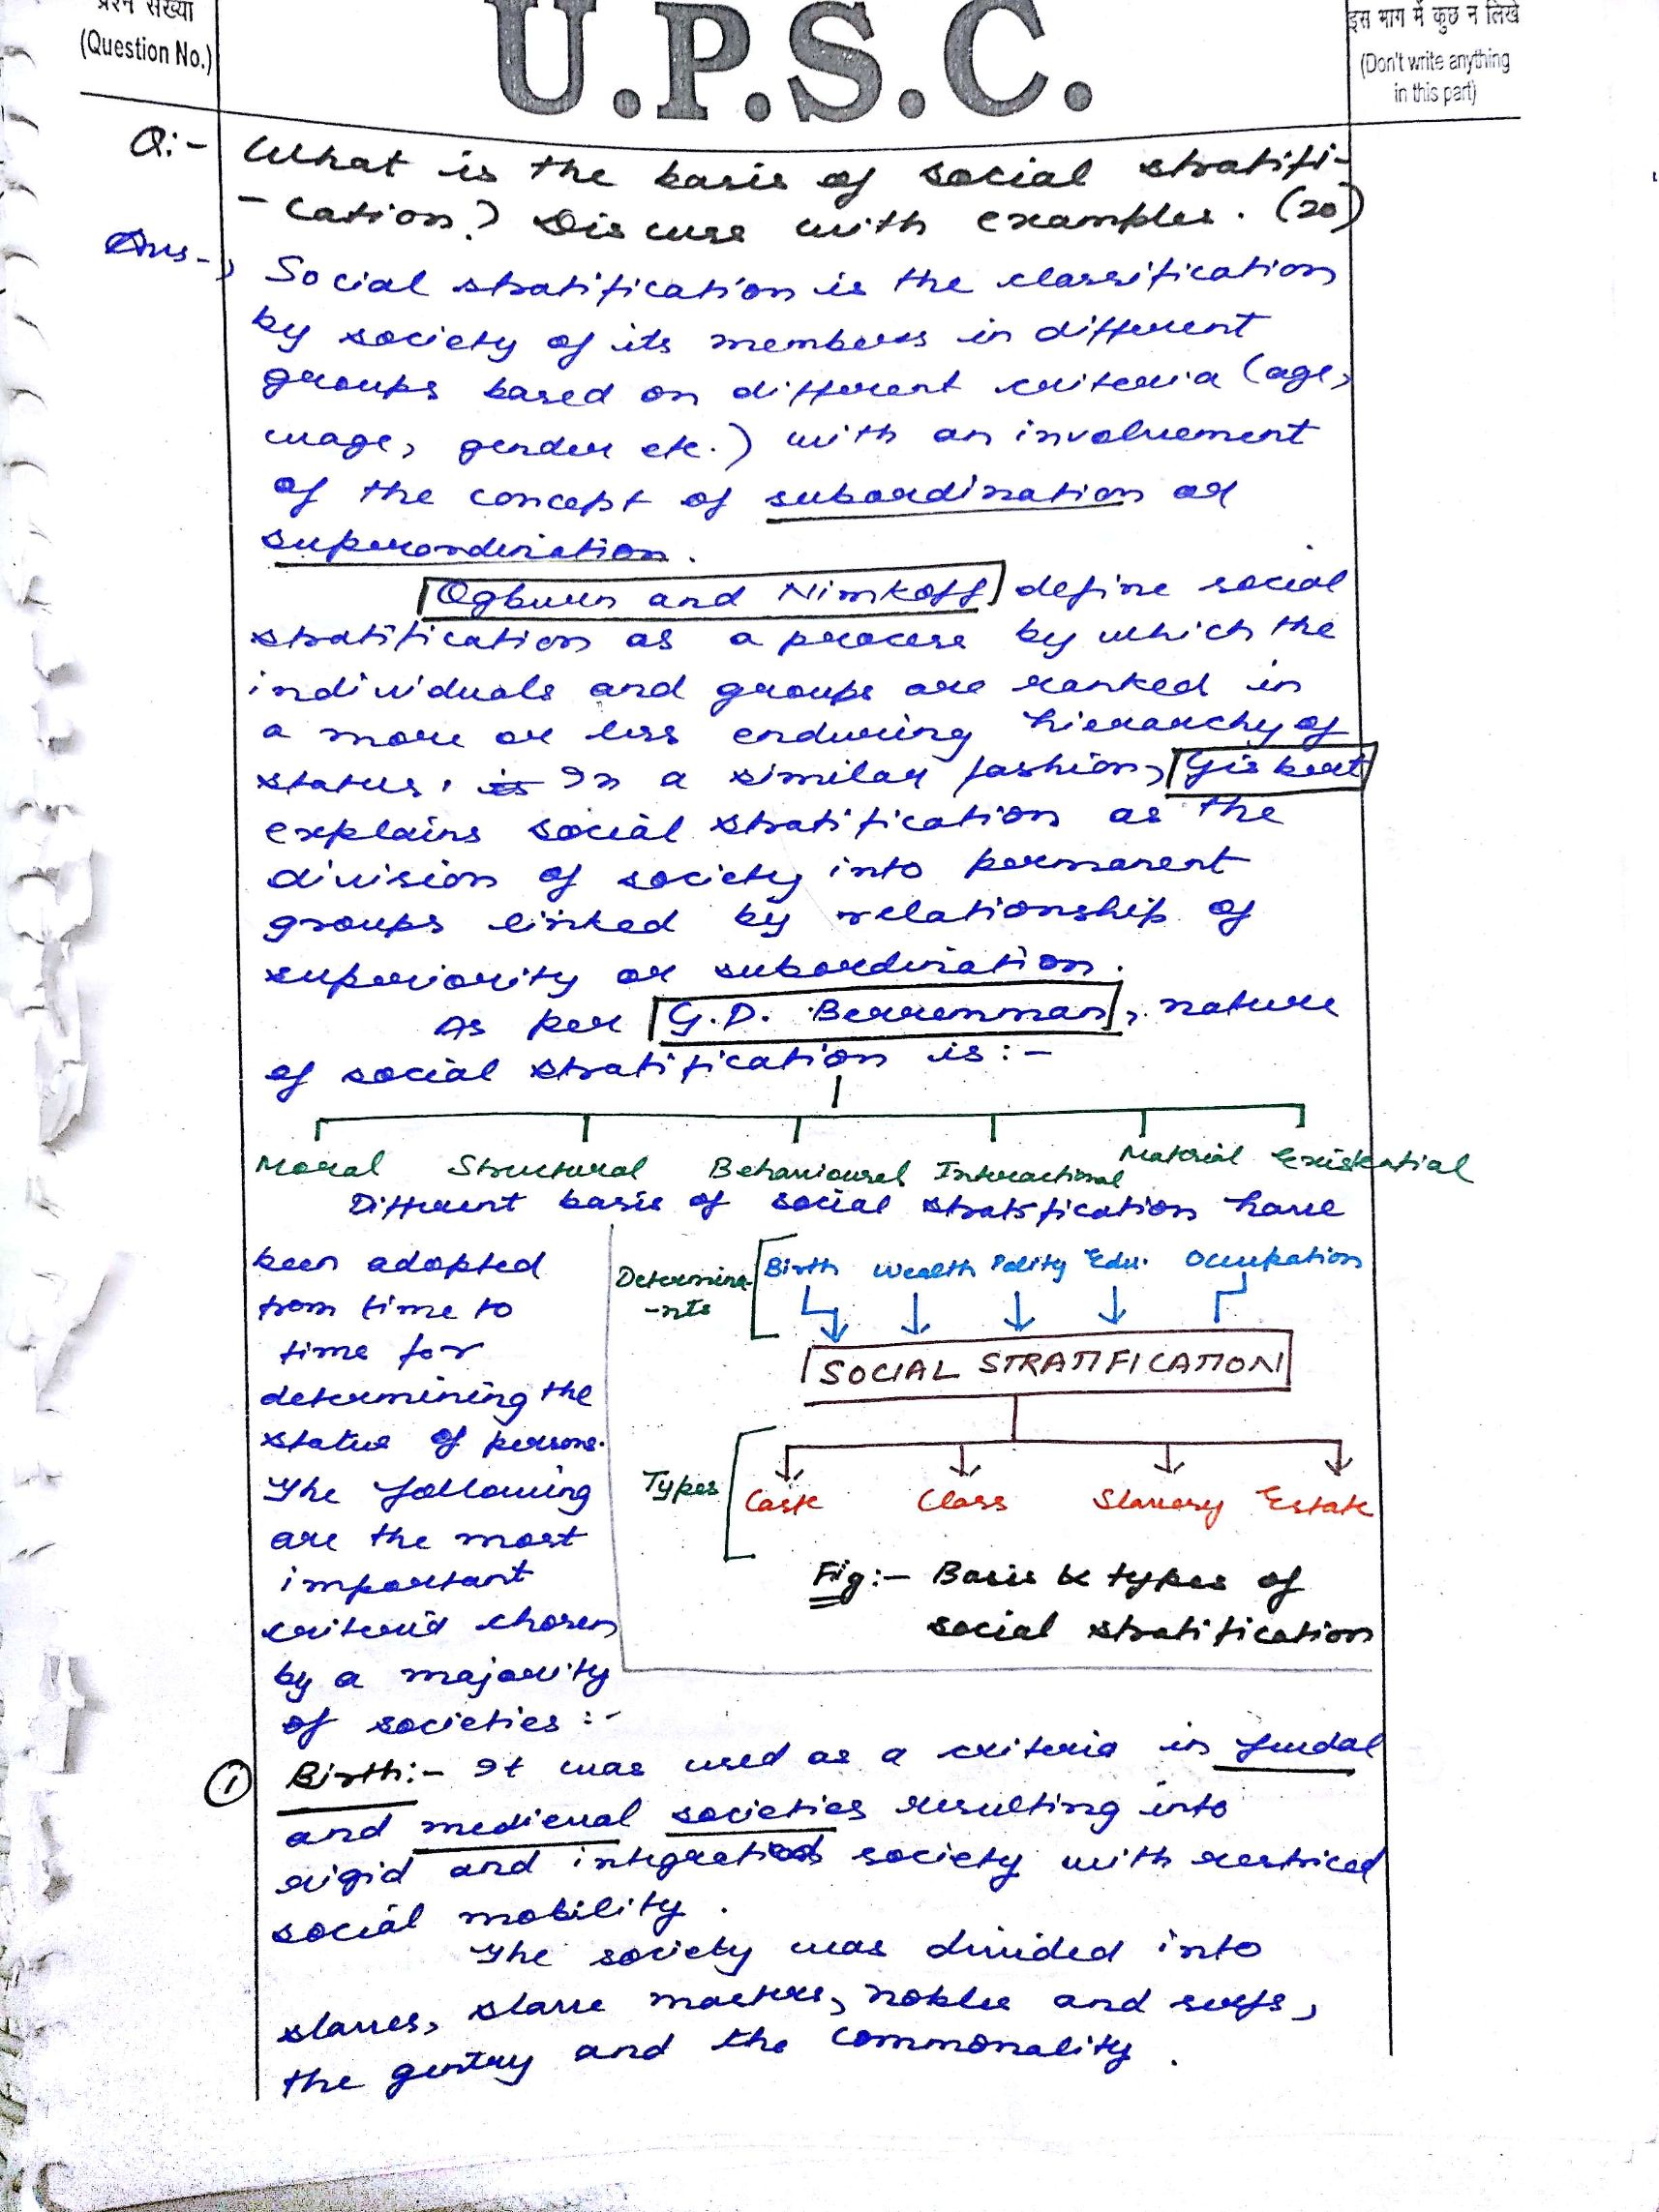 प्रश्न संख्या
(Question No.)
U.P.S.C.
इस भाग में कुछ न लिखे
(Don't write anything
in this part)
Q:- What is the basis of social stratifi-
-cation? Discuss with examples. (20)
Ans-, Social stratification is the classification
by society of its members in different
groups based on different criteria (age,
wage, gender etc.) with an involvement
of the concept of subordination or
superordination.
Ogburn and Nimkoff define social
stratification as a process by which the
individuals and groups are ranked in
a more or less enduring hierarchy of
status. In a similar fashion, Gisbert
explains social stratification as the
division of society into permanent
groups linked by relationship of
superiority or subordination.
As per G.D. Berremman, nature
of social stratification is:-
Moral Structural Behavioural Interactional Material Existential
Different basis of social stratification have
been adopted
from time to
time for
determining the
status of persons.
The following
are the most
important
criteria chosen
by a majority
of societies :-
Determina-
-nts
Birth Wealth Polity Edu. Occupation
SOCIAL STRATIFICATION
Types
Caste Class Slavery Estate
Fig:- Basis & types of
social stratification
① Birth:- It was used as a criteria in feudal
and medieval societies resulting into
rigid and integrated society with restriced
social mobility.
The society was divided into
slaves, slave masters, nobles and serfs,
the gentry and the commonality.